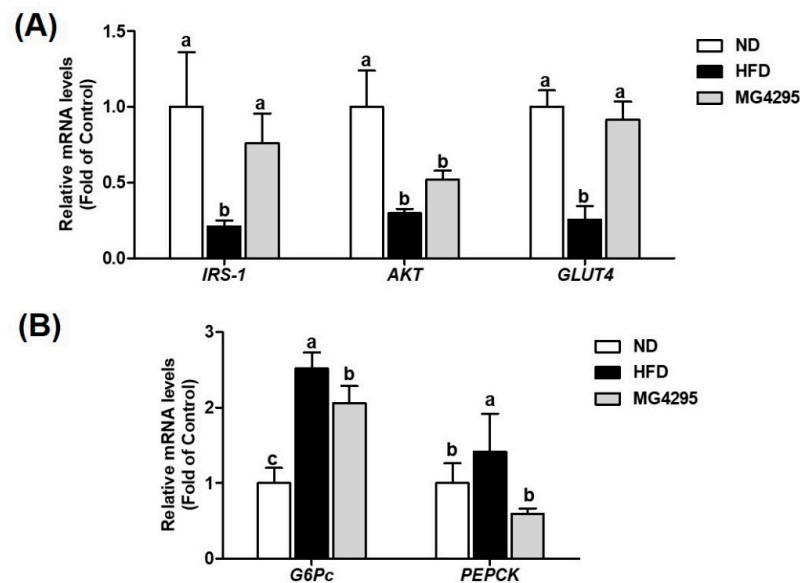 (A)
Relative mRNA levels
(Fold of Control)
1.5
1.0
0.5
0.0
a
b
a
a
b
b
a
b
a
IRS-1
AKT
GLUT4
ND
HFD
MG4295
(B)
Relative mRNA levels
(Fold of Control)
3
2
1
0
c
a
b
b
a
b
G6Pc
PEPCK
ND
HFD
MG4295